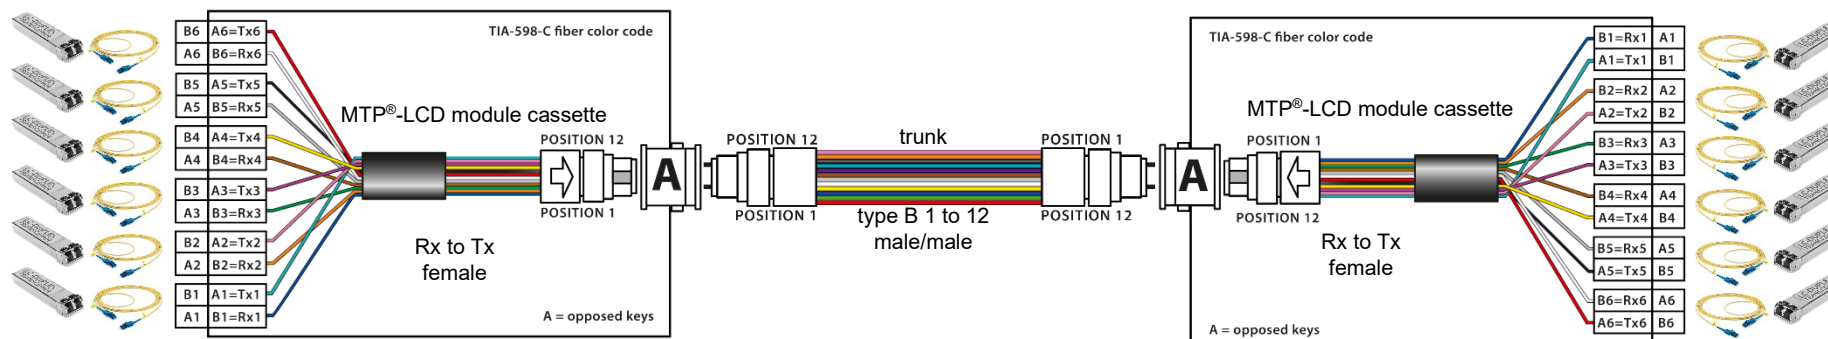 TIA-598-C fiber color code
B6 A6=Tx6
A6 B6=Rx6
B5 A5=Tx5
A5 B5=Rx5
B4 A4=Tx4
A4 B4=Rx4
B3 A3=Tx3
A3 B3=Rx3
B2 A2=Tx2
A2 B2=Rx2
B1 A1=Tx1
A1 B1=Rx1
MTP®-LCD module cassette
POSITION 12
POSITION 1
Rx to Tx
female
A = opposed keys
A
POSITION 12
POSITION 1
trunk
type B 1 to 12
male/male
POSITION 1
POSITION 12
A
TIA-598-C fiber color code
MTP®-LCD module cassette
POSITION 1
POSITION 12
Rx to Tx
female
A = opposed keys
B1=Rx1 A1
A1=Tx1 B1
B2=Rx2 A2
A2=Tx2 B2
B3=Rx3 A3
A3=Tx3 B3
B4=Rx4 A4
A4=Tx4 B4
B5=Rx5 A5
A5=Tx5 B5
B6=Rx6 A6
A6=Tx6 B6